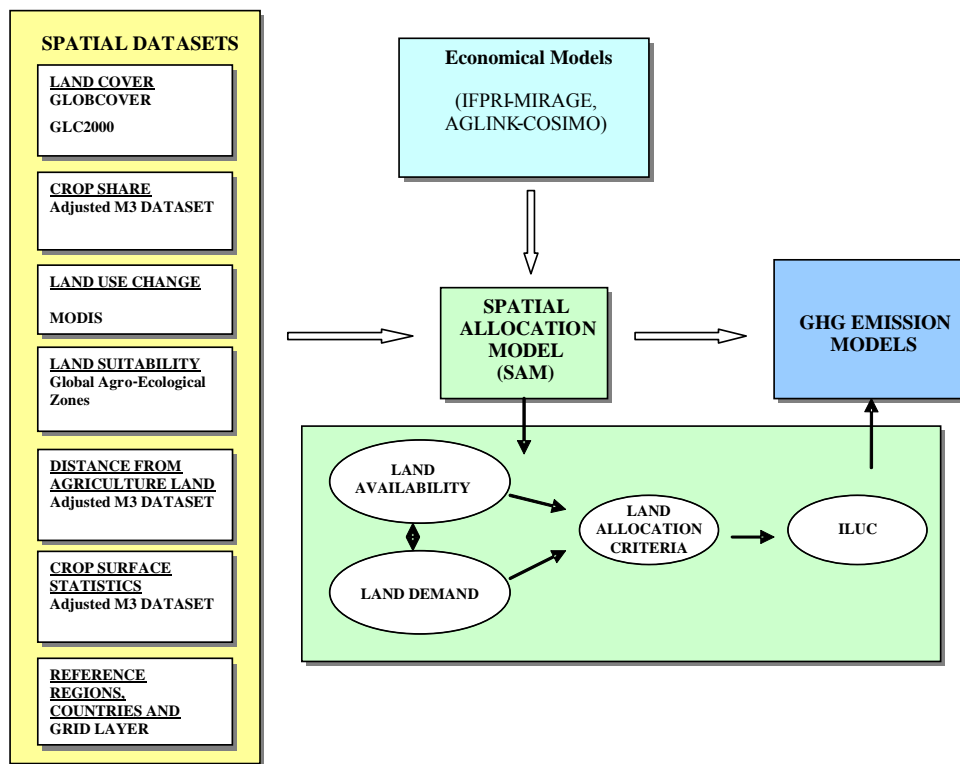 SPATIAL DATASETS
LAND COVER
GLOBCOVER
GLC2000
CROP SHARE
Adjusted M3 DATASET
LAND USE CHANGE
MODIS
LAND SUITABILITY
Global Agro-Ecological
Zones
DISTANCE FROM
AGRICULTURE LAND
Adjusted M3 DATASET
CROP SURFACE
STATISTICS
Adjusted M3 DATASET
REFERENCE
REGIONS,
COUNTRIES AND
GRID LAYER
Economical Models
(IFPRI-MIRAGE,
AGLINK-COSIMO)
SPATIAL
ALLOCATION
MODEL
(SAM)
GHG EMISSION
MODELS
LAND
AVAILABILITY
LAND DEMAND
LAND
ALLOCATION
CRITERIA
ILUC